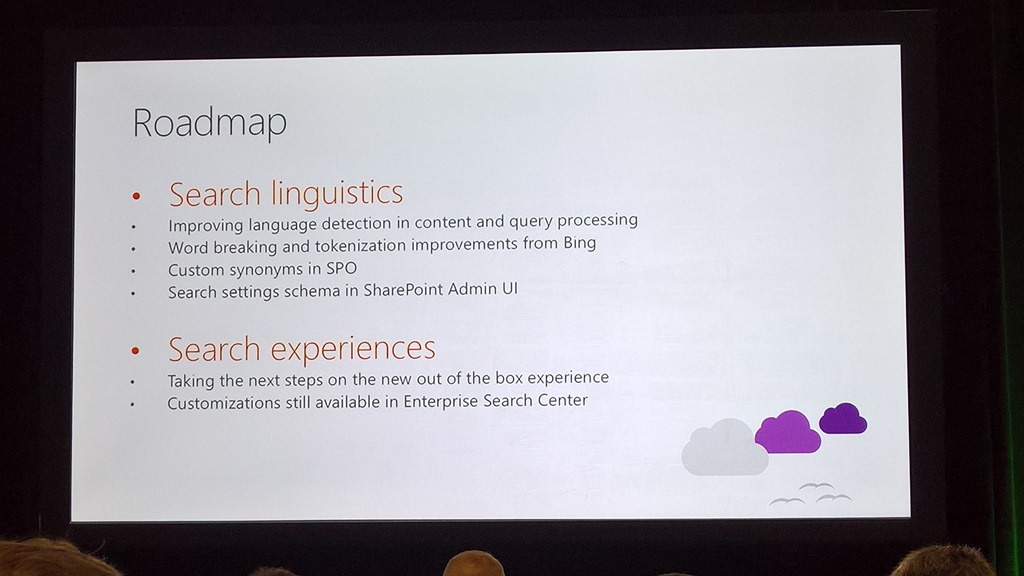 Roadmap
• Search linguistics
• Improving language detection in content and query processing
• Word breaking and tokenization improvements from Bing
• Custom synonyms in SPO
• Search settings schema in SharePoint Admin UI
• Search experiences
• Taking the next steps on the new out of the box experience
• Customizations still available in Enterprise Search Center